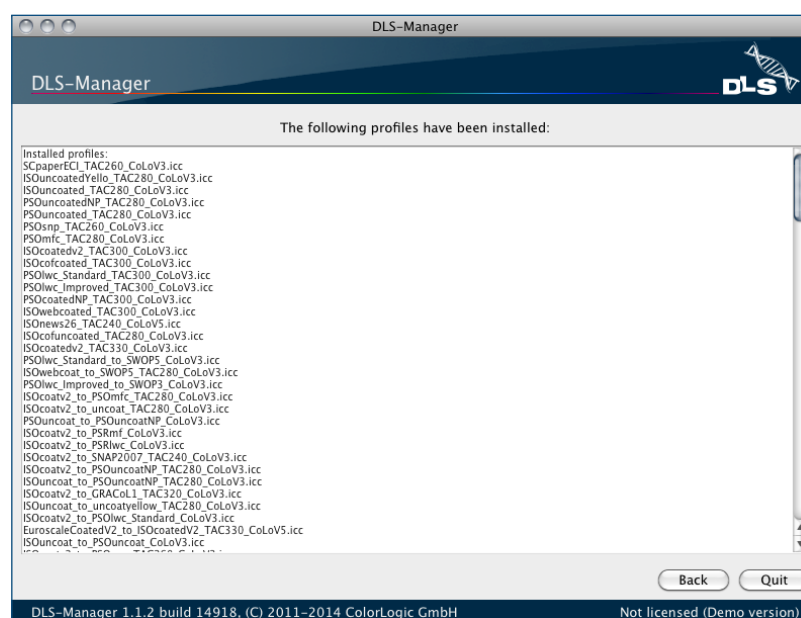 DLS-Manager
DLS-Manager
DLS
The following profiles have been installed:
Installed profiles:
SCpaperECI_TAC260_CoLoV3.icc
ISOuncoatedYello_TAC280_CoLoV3.icc
ISOuncoated_TAC280_CoLoV3.icc
PSOuncoatedNP_TAC280_CoLoV3.icc
PSOuncoated_TAC280_CoLoV3.icc
PSOsnp_TAC260_CoLoV3.icc
PSOmfc_TAC280_CoLoV3.icc
ISOcoatedv2_TAC300_CoLoV3.icc
ISOcofcoated_TAC300_CoLoV3.icc
PSOlwc_Standard_TAC300_CoLoV3.icc
PSOlwc_Improved_TAC300_CoLoV3.icc
PSOcoatedNP_TAC300_CoLoV3.icc
ISOwebcoated_TAC300_CoLoV3.icc
ISOnews26_TAC240_CoLoV5.icc
ISOcofuncoated_TAC280_CoLoV3.icc
ISOcoatedv2_TAC330_CoLoV3.icc
PSOlwc_Standard_to_SWOP5_CoLoV3.icc
ISOwebcoat_to_SWOP5_TAC280_CoLoV3.icc
PSOlwc_Improved_to_SWOP3_CoLoV3.icc
ISOcoatv2_to_PSOmfc_TAC280_CoLoV3.icc
ISOcoatv2_to_uncoat_TAC280_CoLoV3.icc
PSOuncoat_to_PSOuncoatNP_CoLoV3.icc
ISOcoatv2_to_PSRmf_CoLoV3.icc
ISOcoatv2_to_PSRlwc_CoLoV3.icc
ISOcoatv2_to_SNAP2007_TAC240_CoLoV3.icc
ISOcoatv2_to_PSOuncoatNP_TAC280_CoLoV3.icc
ISOuncoat_to_PSOuncoatNP_TAC280_CoLoV3.icc
ISOcoatv2_to_GRACoL1_TAC320_CoLoV3.icc
ISOuncoat_to_uncoatyellow_TAC280_CoLoV3.icc
ISOcoatv2_to_PSOlwc_Standard_CoLoV3.icc
EuroscaleCoatedV2_to_ISOcoatedV2_TAC330_CoLoV5.icc
ISOuncoat_to_PSOuncoat_CoLoV3.icc
Back
Quit
DLS-Manager 1.1.2 build 14918, (C) 2011-2014 ColorLogic GmbH
Not licensed (Demo version)